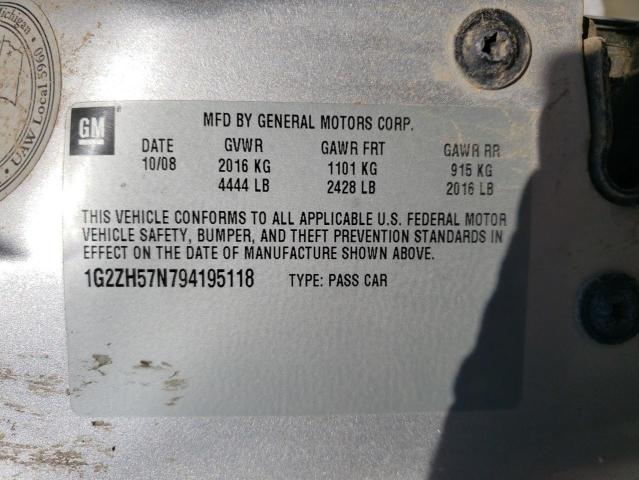 Michigan
UAW Local 5960
GM
MFD BY GENERAL MOTORS CORP.
DATE GVWR GAWR FRT GAWR RR
10/08 2016 KG 1101 KG 915 KG
4444 LB 2428 LB 2016 LB
THIS VEHICLE CONFORMS TO ALL APPLICABLE U.S. FEDERAL MOTOR
VEHICLE SAFETY, BUMPER, AND THEFT PREVENTION STANDARDS IN
EFFECT ON THE DATE OF MANUFACTURE SHOWN ABOVE.
1G2ZH57N794195118 TYPE: PASS CAR